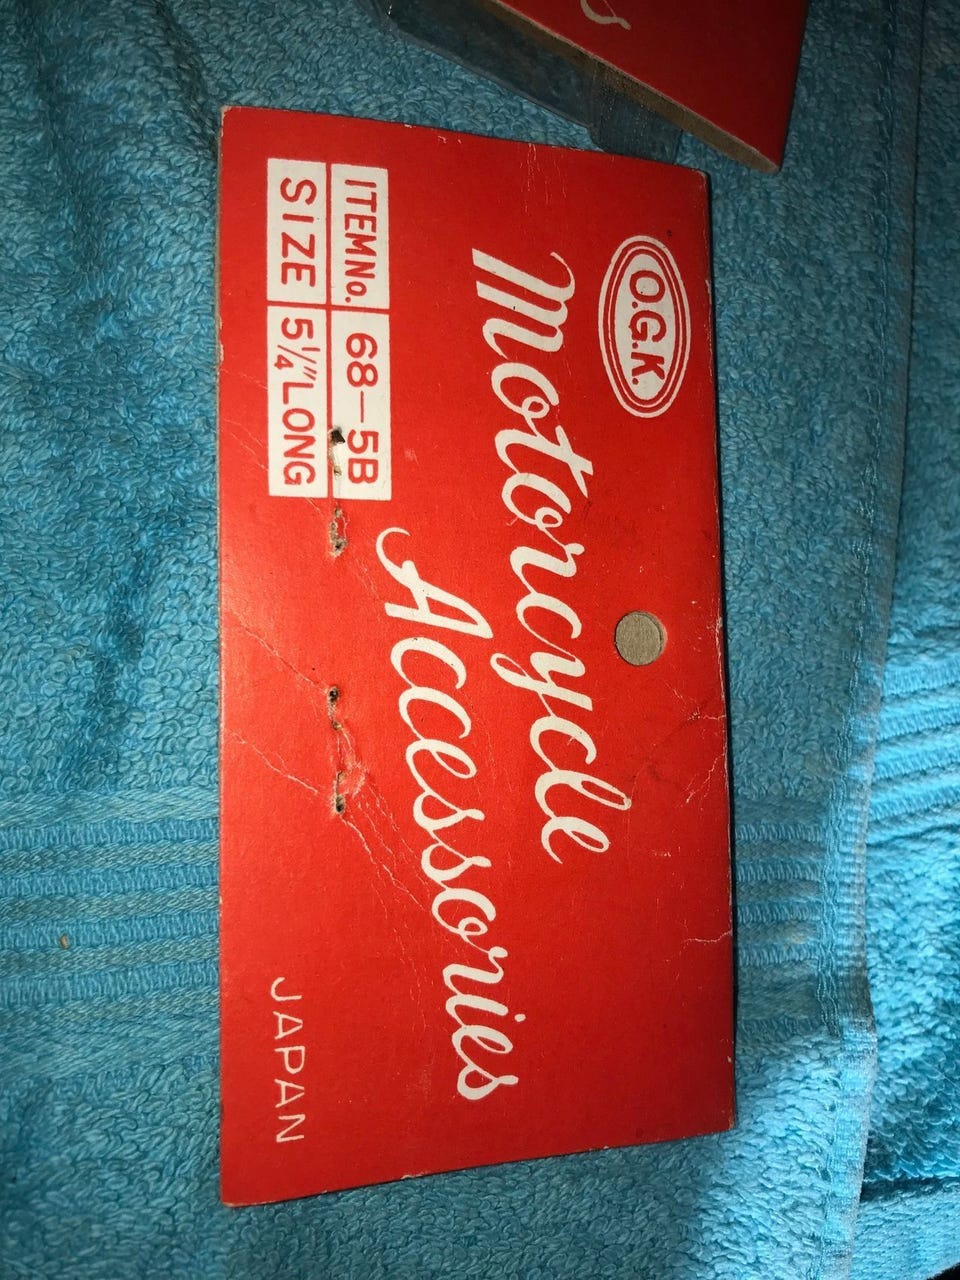 O.G.K.
Motorcycle
Accessories
ITEM No. 68—5B
SIZE 5¼" LONG
JAPAN
s